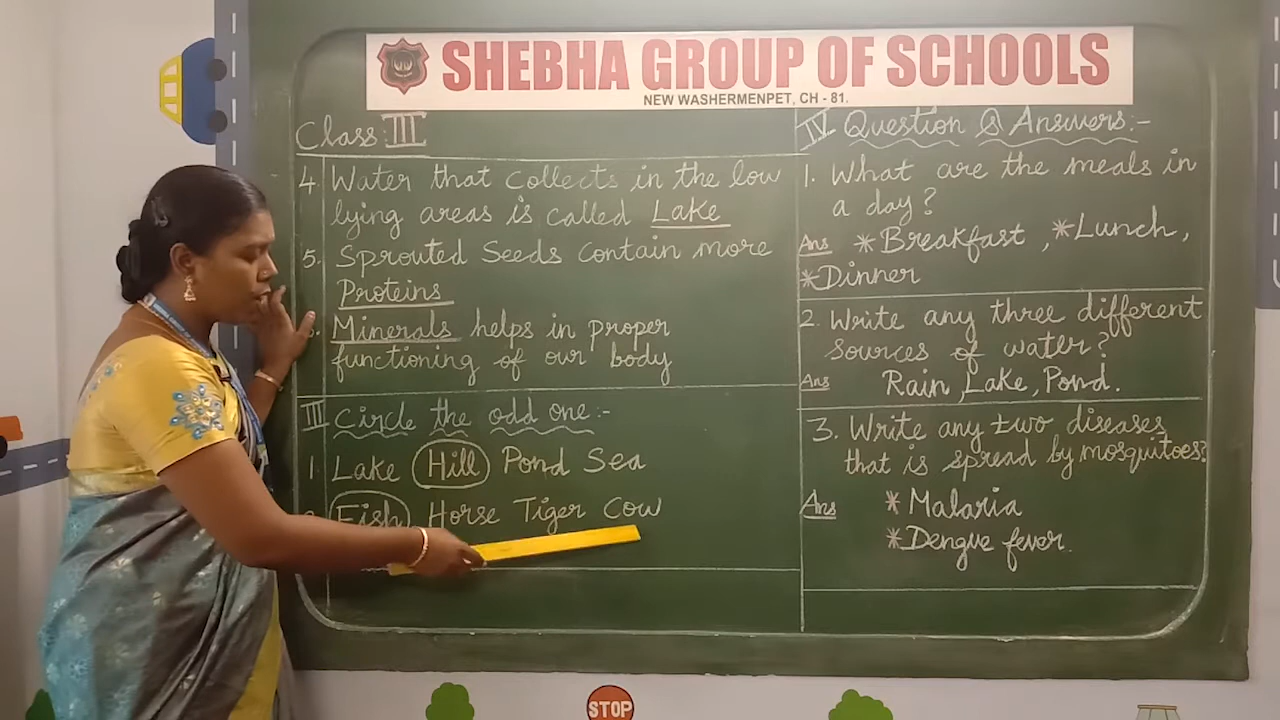 SHEBHA GROUP OF SCHOOLS
NEW WASHERMENPET, CH - 81.
Class: III
4. Water that collects in the low
lying areas is called Lake
5. Sprouted Seeds contain more
Proteins
Minerals helps in proper
functioning of our body
III Circle the odd one:-
1. Lake Hill Pond Sea
Fish Horse Tiger Cow
IV Question & Answers:-
1. What are the meals in
a day?
Ans *Breakfast, *Lunch,
*Dinner
2. Write any three different
sources of water?
Ans Rain, Lake, Pond.
3. Write any two diseases
that is spread by mosquitoes?
Ans * Malaria
*Dengue fever.
STOP